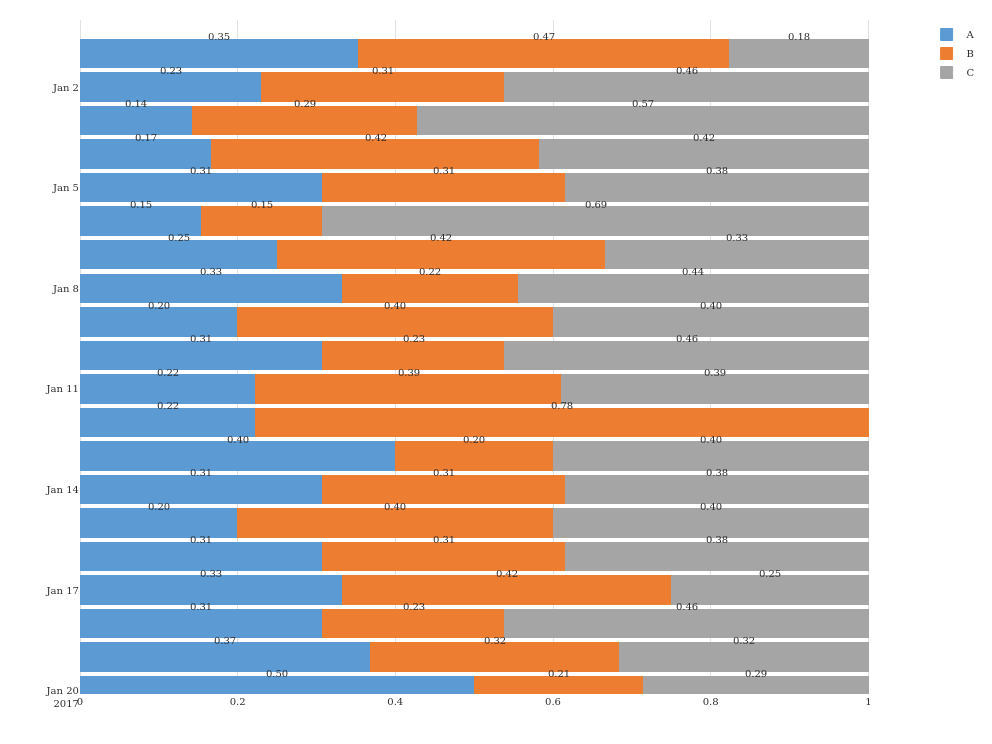 0.35 0.47 0.18 A
B
0.23 0.31 0.46 C
Jan 2
0.14 0.29 0.57
0.17 0.42 0.42
0.31 0.31 0.38
Jan 5
0.15 0.15 0.69
0.25 0.42 0.33
0.33 0.22 0.44
Jan 8
0.20 0.40 0.40
0.31 0.23 0.46
0.22 0.39 0.39
Jan 11
0.22 0.78
0.40 0.20 0.40
0.31 0.31 0.38
Jan 14
0.20 0.40 0.40
0.31 0.31 0.38
0.33 0.42 0.25
Jan 17
0.31 0.23 0.46
0.37 0.32 0.32
0.50 0.21 0.29
Jan 20
2017
0 0.2 0.4 0.6 0.8 1